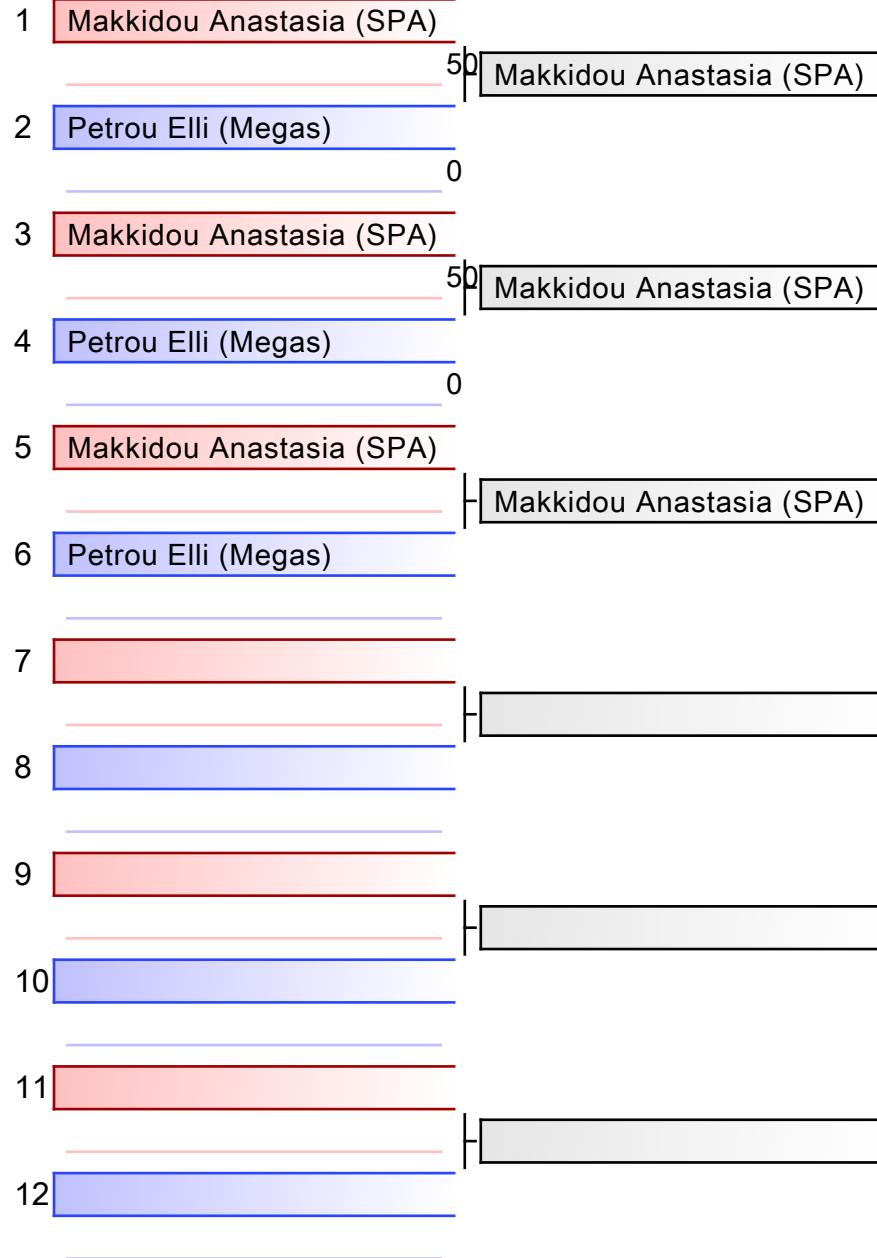 1 Makkidou Anastasia (SPA)
50 Makkidou Anastasia (SPA)
2 Petrou Elli (Megas)
0
3 Makkidou Anastasia (SPA)
50 Makkidou Anastasia (SPA)
4 Petrou Elli (Megas)
0
5 Makkidou Anastasia (SPA)
Makkidou Anastasia (SPA)
6 Petrou Elli (Megas)
7
8
9
10
11
12